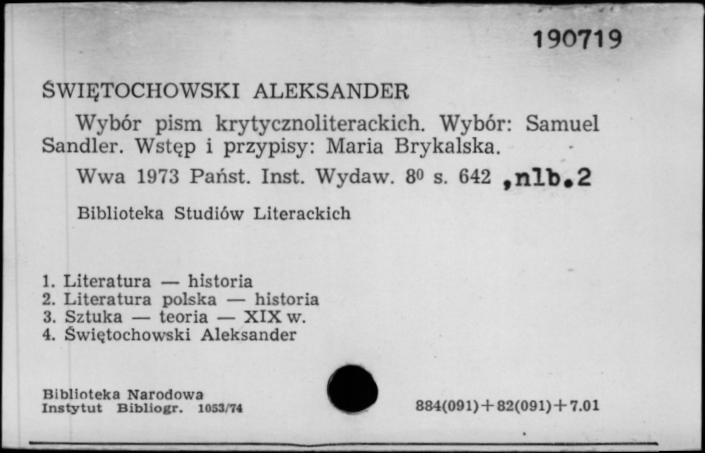 190719
ŚWIĘTOCHOWSKI ALEKSANDER
Wybór pism krytycznoliterackich. Wybór: Samuel
Sandler. Wstęp i przypisy: Maria Brykalska.
Wwa 1973 Państ. Inst. Wydaw. 8⁰ s. 642 ,nlb.2
Biblioteka Studiów Literackich
1. Literatura — historia
2. Literatura polska — historia
3. Sztuka — teoria — XIX w.
4. Świętochowski Aleksander
Biblioteka Narodowa
Instytut Bibliogr. 1053/74
884(091)+82(091)+7.01